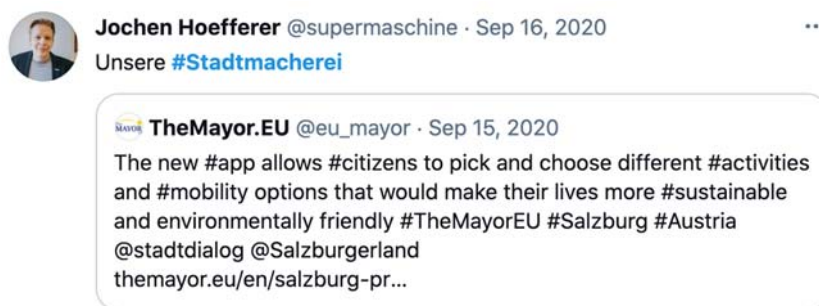 Jochen Hoefferer @supermaschine · Sep 16, 2020
Unsere #Stadtmacherei
MAYOR TheMayor.EU @eu_mayor · Sep 15, 2020
The new #app allows #citizens to pick and choose different #activities
and #mobility options that would make their lives more #sustainable
and environmentally friendly #TheMayorEU #Salzburg #Austria
@stadtdialog @Salzburgerland
themayor.eu/en/salzburg-pr...